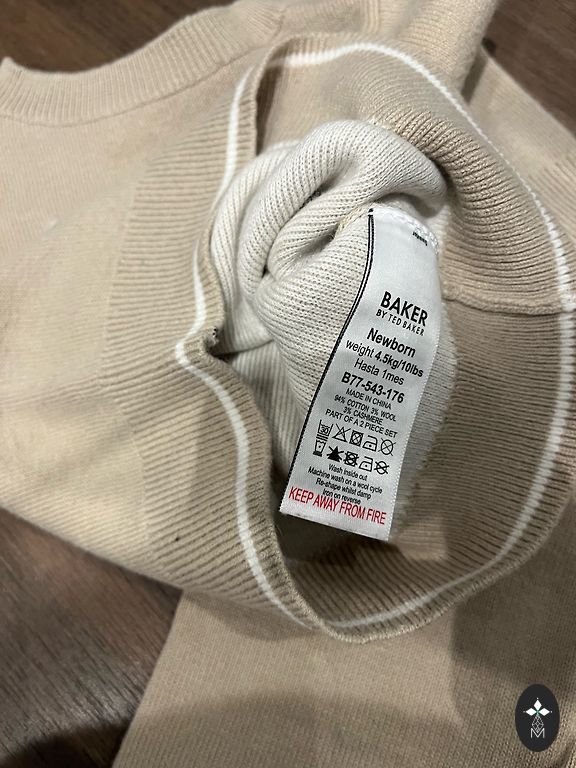 BAKER
BY TED BAKER
Newborn
weight 4.5kg/10lbs
Hasta 1mes
B77-543-176
MADE IN CHINA
94% COTTON 3% WOOL
3% CASHMERE
PART OF A 2 PIECE SET
30
Wash inside out
Machine wash on a wool cycle
Re-shape whilst damp
Iron on reverse
KEEP AWAY FROM FIRE
M